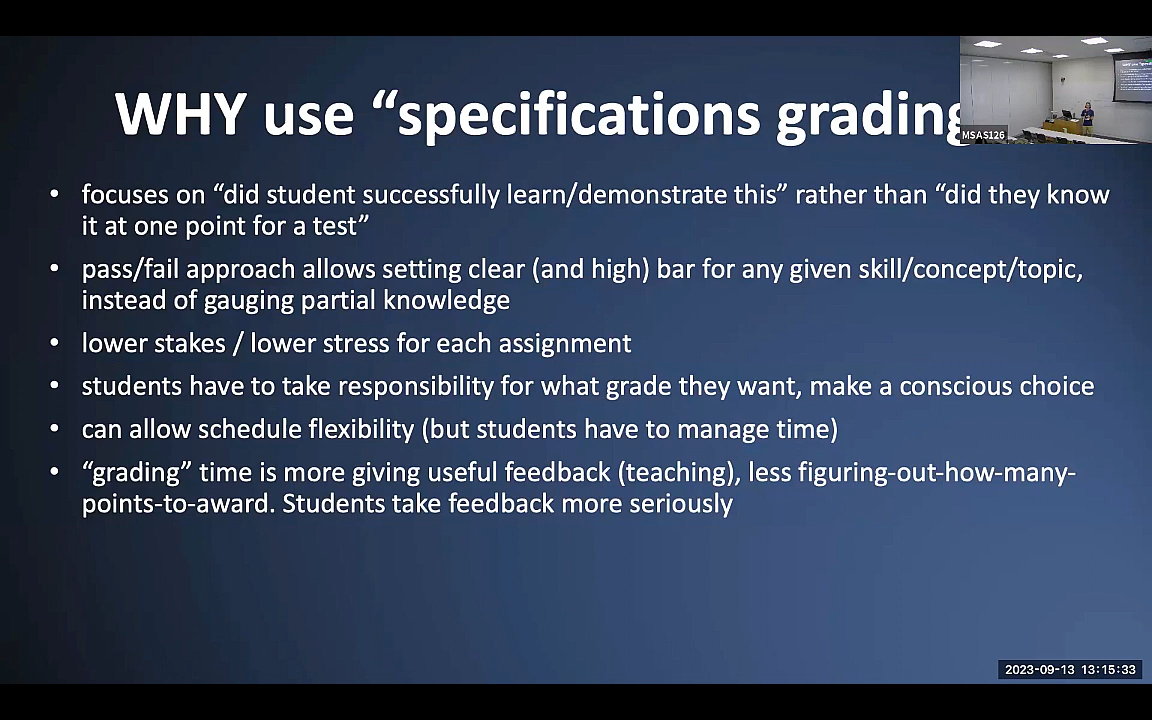 WHY use “specifications grading
MSAS126
• focuses on “did student successfully learn/demonstrate this” rather than “did they know
it at one point for a test”
• pass/fail approach allows setting clear (and high) bar for any given skill/concept/topic,
instead of gauging partial knowledge
• lower stakes / lower stress for each assignment
• students have to take responsibility for what grade they want, make a conscious choice
• can allow schedule flexibility (but students have to manage time)
• “grading” time is more giving useful feedback (teaching), less figuring-out-how-many-
points-to-award. Students take feedback more seriously
2023-09-13 13:15:33